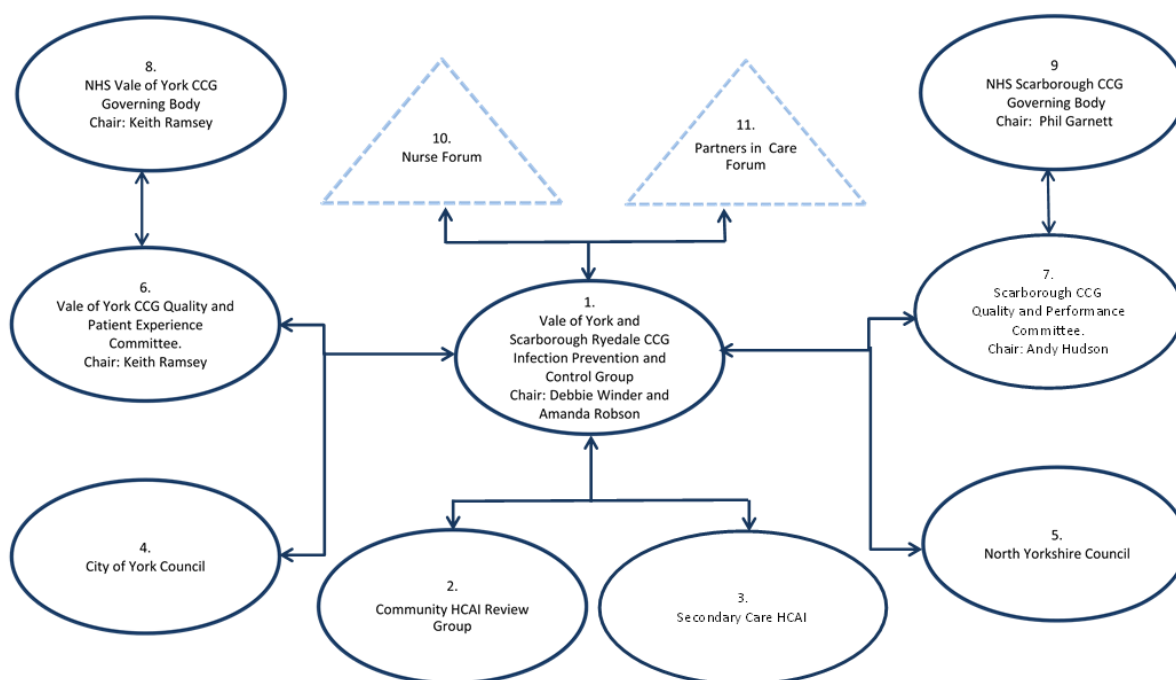 8.
NHS Vale of York CCG
Governing Body
Chair: Keith Ramsey
10.
Nurse Forum
11.
Partners in Care
Forum
9
NHS Scarborough CCG
Governing Body
Chair: Phil Garnett
6.
Vale of York CCG Quality and
Patient Experience
Committee.
Chair: Keith Ramsey
1.
Vale of York and
Scarborough Ryedale CCG
Infection Prevention and
Control Group
Chair: Debbie Winder and
Amanda Robson
7.
Scarborough CCG
Quality and Performance
Committee.
Chair: Andy Hudson
4.
City of York Council
2.
Community HCAI Review
Group
3.
Secondary Care HCAI
5.
North Yorkshire Council